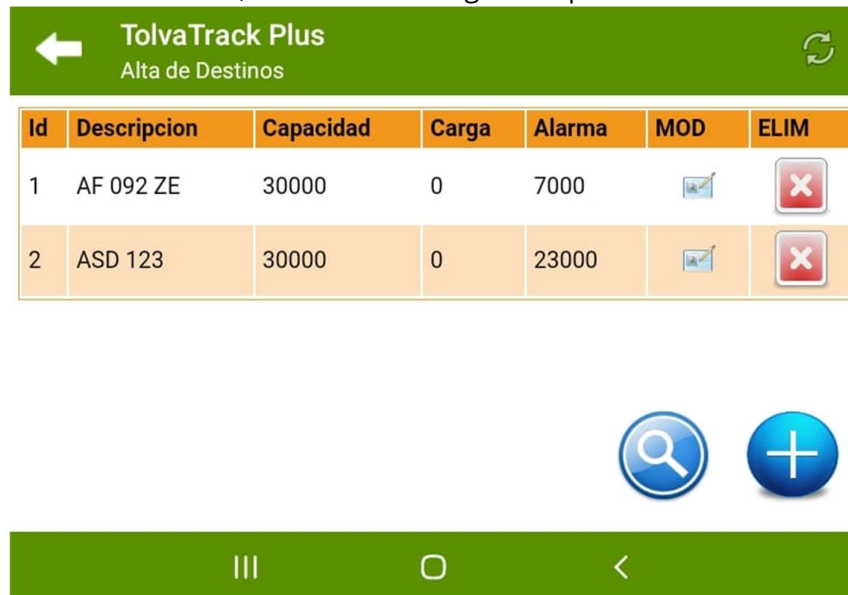 TolvaTrack Plus
Alta de Destinos
Id Descripcion Capacidad Carga Alarma MOD ELIM
1 AF 092 ZE 30000 0 7000
2 ASD 123 30000 0 23000